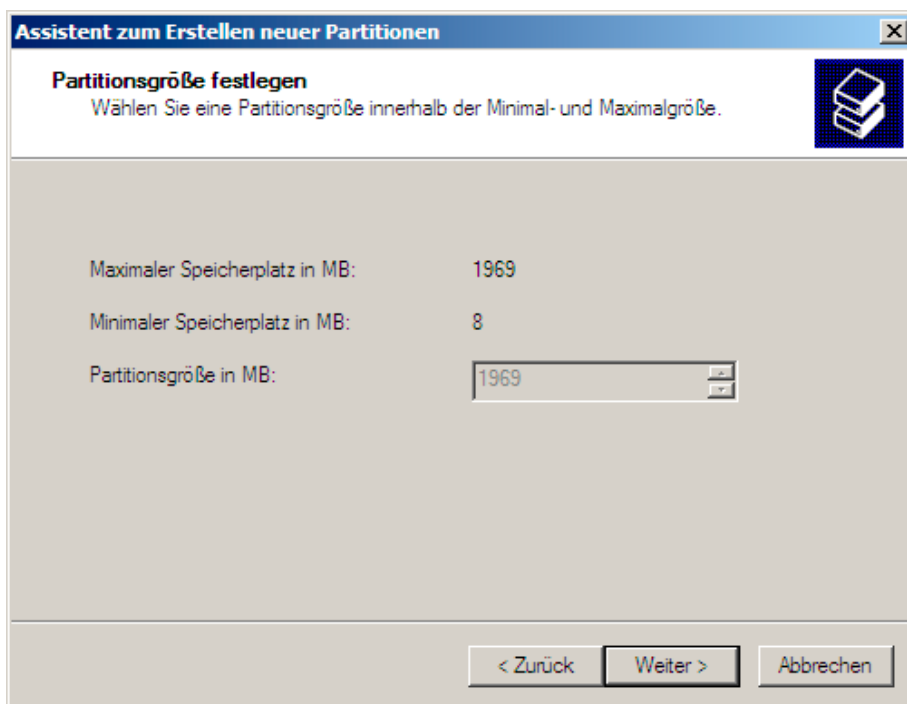 Assistent zum Erstellen neuer Partitionen
Partitionsgröße festlegen
Wählen Sie eine Partitionsgröße innerhalb der Minimal- und Maximalgröße.
Maximaler Speicherplatz in MB: 1969
Minimaler Speicherplatz in MB: 8
Partitionsgröße in MB: 1969
< Zurück Weiter > Abbrechen